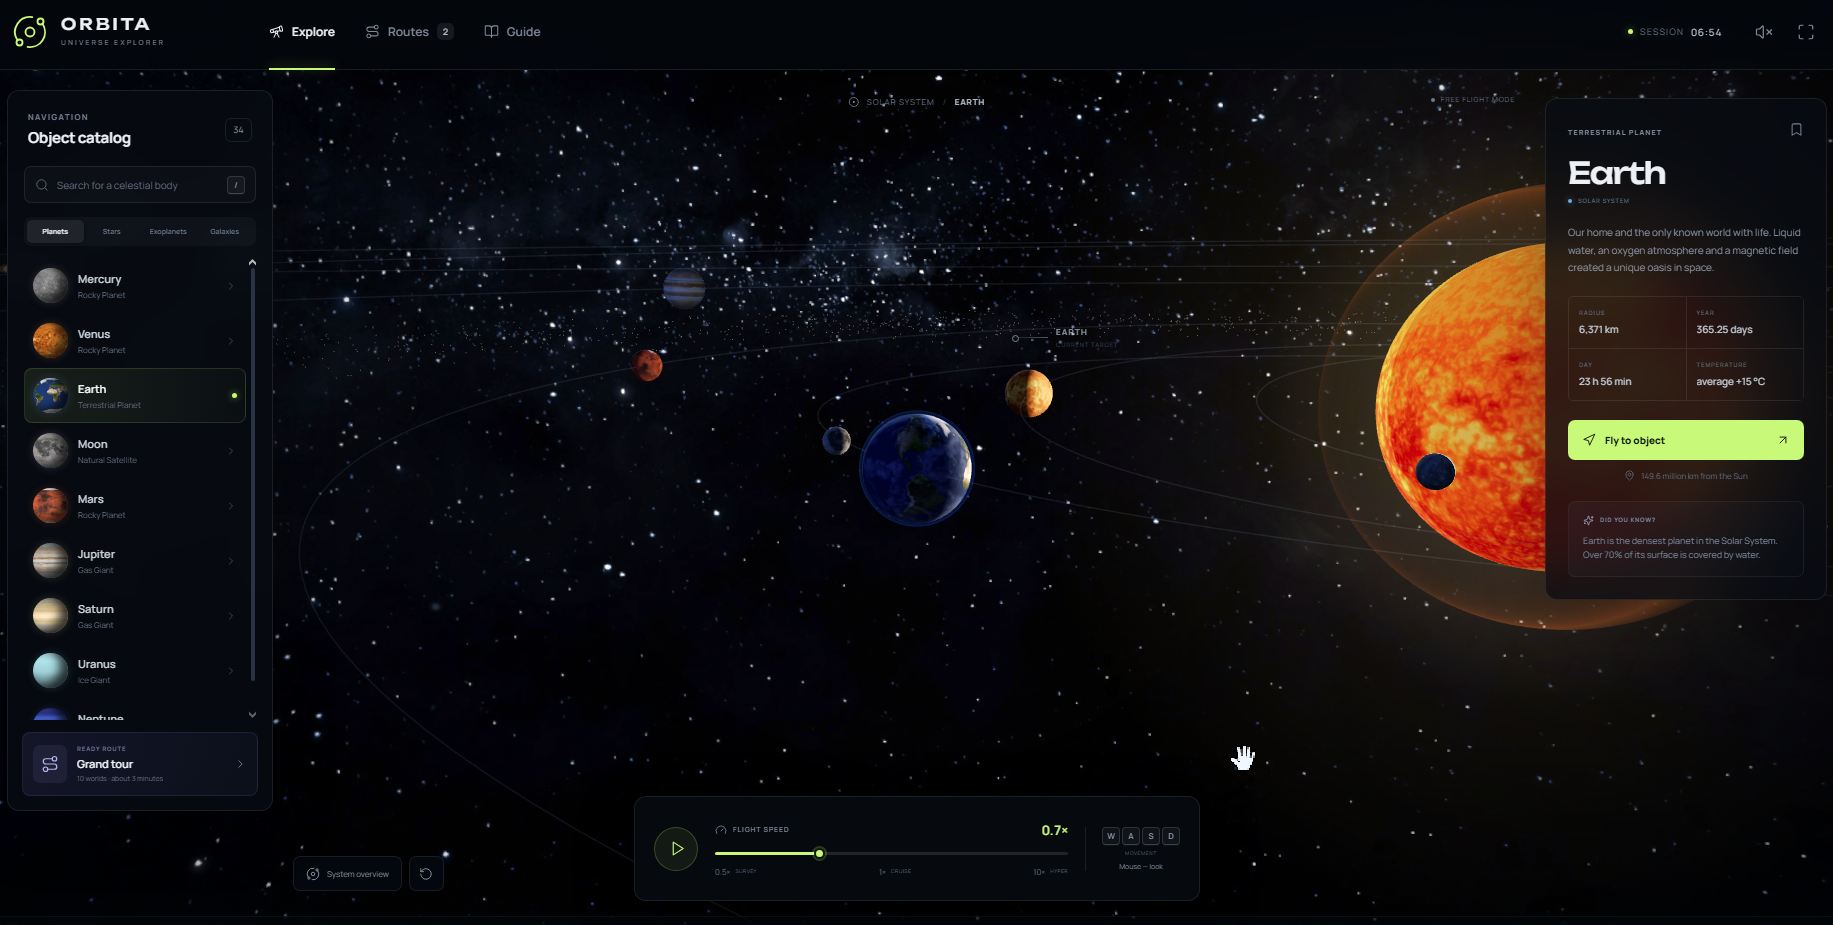 ORBITA
UNIVERSE EXPLORER
Explore
Routes 2
Guide
SESSION 06:54
NAVIGATION
Object catalog
34
Search for a celestial body /
Planets Stars Exoplanets Galaxies
Mercury
Rocky Planet
Venus
Rocky Planet
Earth
Terrestrial Planet
Moon
Natural Satellite
Mars
Rocky Planet
Jupiter
Gas Giant
Saturn
Gas Giant
Uranus
Ice Giant
Neptune
READY ROUTE
Grand tour
10 worlds · about 3 minutes
SOLAR SYSTEM / EARTH
FREE FLIGHT MODE
EARTH
CURRENT TARGET
System overview
FLIGHT SPEED 0.7×
0.5× SURVEY 1× CRUISE 10× HYPER
W A S D
MOVEMENT
Mouse — look
TERRESTRIAL PLANET
Earth
SOLAR SYSTEM
Our home and the only known world with life. Liquid
water, an oxygen atmosphere and a magnetic field
created a unique oasis in space.
RADIUS
6,371 km
YEAR
365.25 days
DAY
23 h 56 min
TEMPERATURE
average +15 °C
Fly to object
149.6 million km from the Sun
DID YOU KNOW?
Earth is the densest planet in the Solar System.
Over 70% of its surface is covered by water.